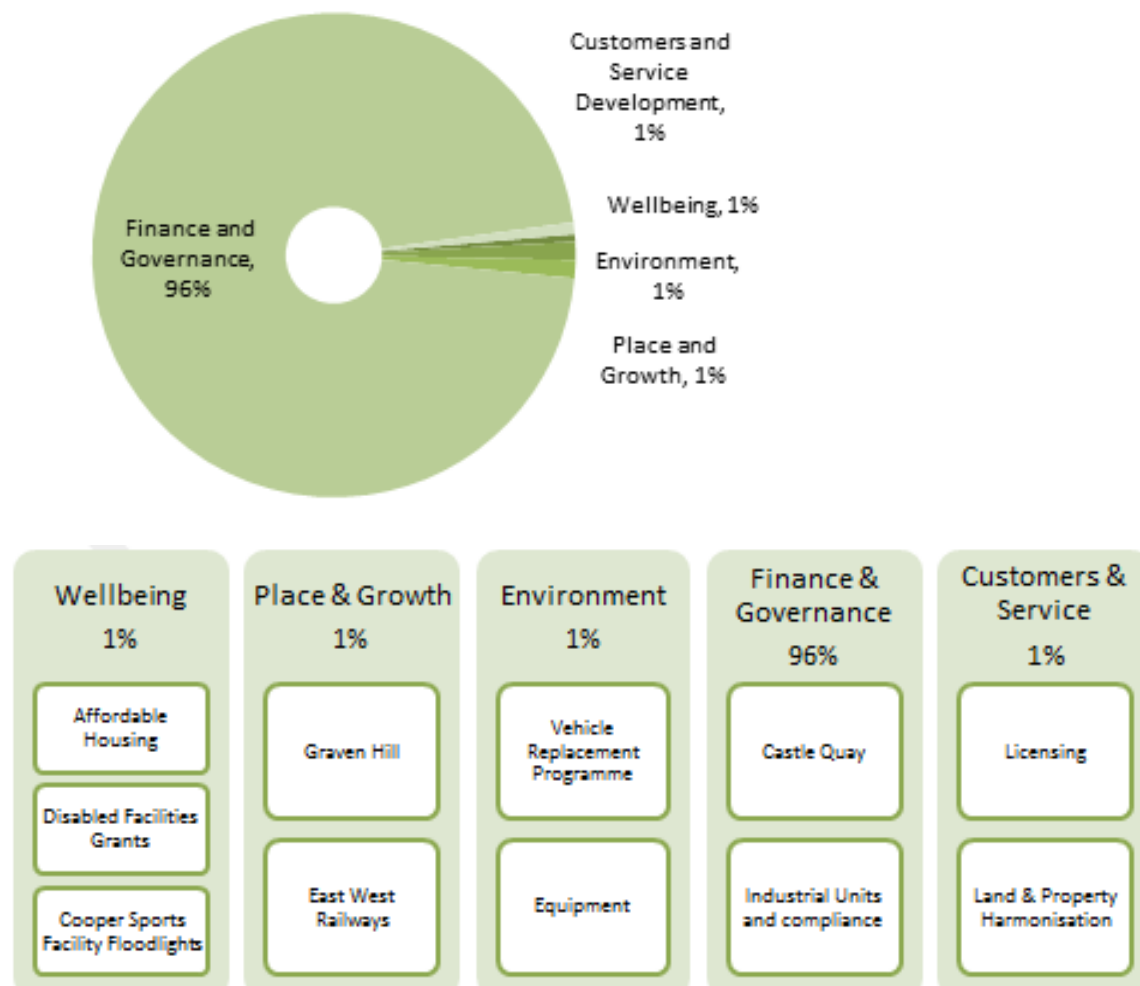 Customers and
Service
Development,
1%
Wellbeing, 1%
Finance and
Governance,
96%
Environment,
1%
Place and
Growth, 1%
Wellbeing
1%
Affordable
Housing
Disabled Facilities
Grants
Cooper Sports
Facility Floodlights
Place & Growth
1%
Graven Hill
East West
Railways
Environment
1%
Vehicle
Replacement
Programme
Equipment
Finance &
Governance
96%
Castle Quay
Industrial Units
and compliance
Customers &
Service
1%
Licensing
Land & Property
Harmonisation